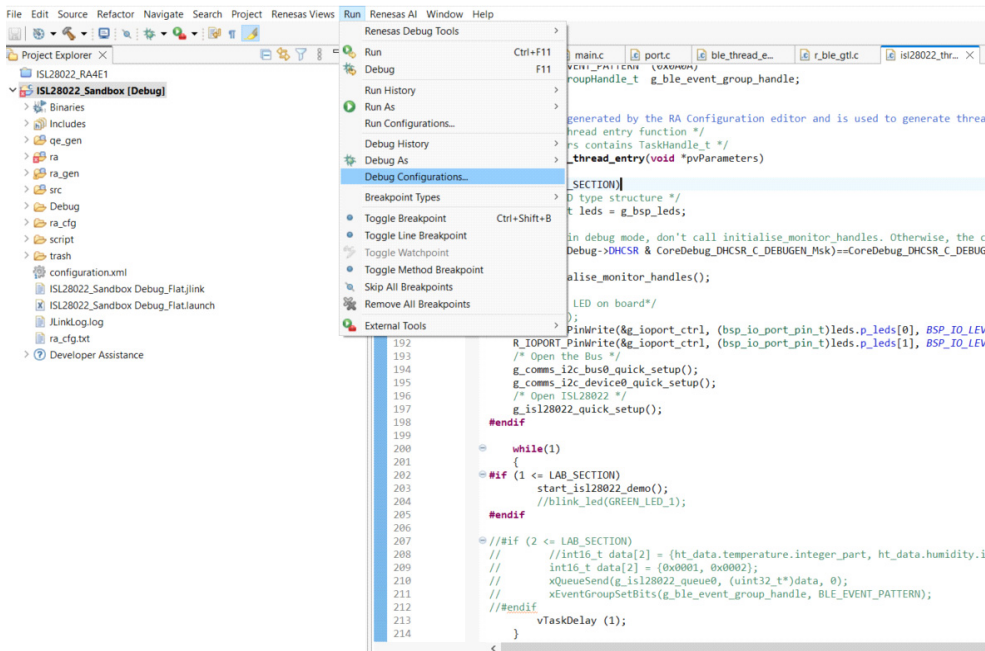 File Edit Source Refactor Navigate Search Project Renesas Views Run Renesas AI Window Help
Project Explorer
ISL28022_RA4E1
ISL28022_Sandbox [Debug]
Binaries
Includes
qe_gen
ra
ra_gen
src
Debug
ra_cfg
script
trash
configuration.xml
ISL28022_Sandbox Debug_Flat.jlink
ISL28022_Sandbox Debug_Flat.launch
JLinkLog.log
ra_cfg.txt
Developer Assistance
Renesas Debug Tools
Run Ctrl+F11
Debug F11
Run History
Run As
Run Configurations...
Debug History
Debug As
Debug Configurations...
Breakpoint Types
Toggle Breakpoint Ctrl+Shift+B
Toggle Line Breakpoint
Toggle Watchpoint
Toggle Method Breakpoint
Skip All Breakpoints
Remove All Breakpoints
External Tools
main.c port.c ble_thread_e... r_ble_gtl.c isl28022_thr...
VENT_PATTERN (0x0A0A)
roupHandle_t g_ble_event_group_handle;
generated by the RA Configuration editor and is used to generate threa
hread entry function */
rs contains TaskHandle_t */
_thread_entry(void *pvParameters)
_SECTION)
D type structure */
t leds = g_bsp_leds;
in debug mode, don't call initialise_monitor_handles. Otherwise, the c
Debug->DHCSR & CoreDebug_DHCSR_C_DEBUGEN_Msk)==CoreDebug_DHCSR_C_DEBUG
alise_monitor_handles();
LED on board*/
);
PinWrite(&g_ioport_ctrl, (bsp_io_port_pin_t)leds.p_leds[0], BSP_IO_LEV
192 R_IOPORT_PinWrite(&g_ioport_ctrl, (bsp_io_port_pin_t)leds.p_leds[1], BSP_IO_LEV
193 /* Open the Bus */
194 g_comms_i2c_bus0_quick_setup();
195 g_comms_i2c_device0_quick_setup();
196 /* Open ISL28022 */
197 g_isl28022_quick_setup();
198 #endif
199
200 while(1)
201 {
202 #if (1 <= LAB_SECTION)
203 start_isl28022_demo();
204 //blink_led(GREEN_LED_1);
205 #endif
206
207 //#if (2 <= LAB_SECTION)
208 // //int16_t data[2] = {ht_data.temperature.integer_part, ht_data.humidity.i
209 // int16_t data[2] = {0x0001, 0x0002};
210 // xQueueSend(g_isl28022_queue0, (uint32_t*)data, 0);
211 // xEventGroupSetBits(g_ble_event_group_handle, BLE_EVENT_PATTERN);
212 //#endif
213 vTaskDelay (1);
214 }